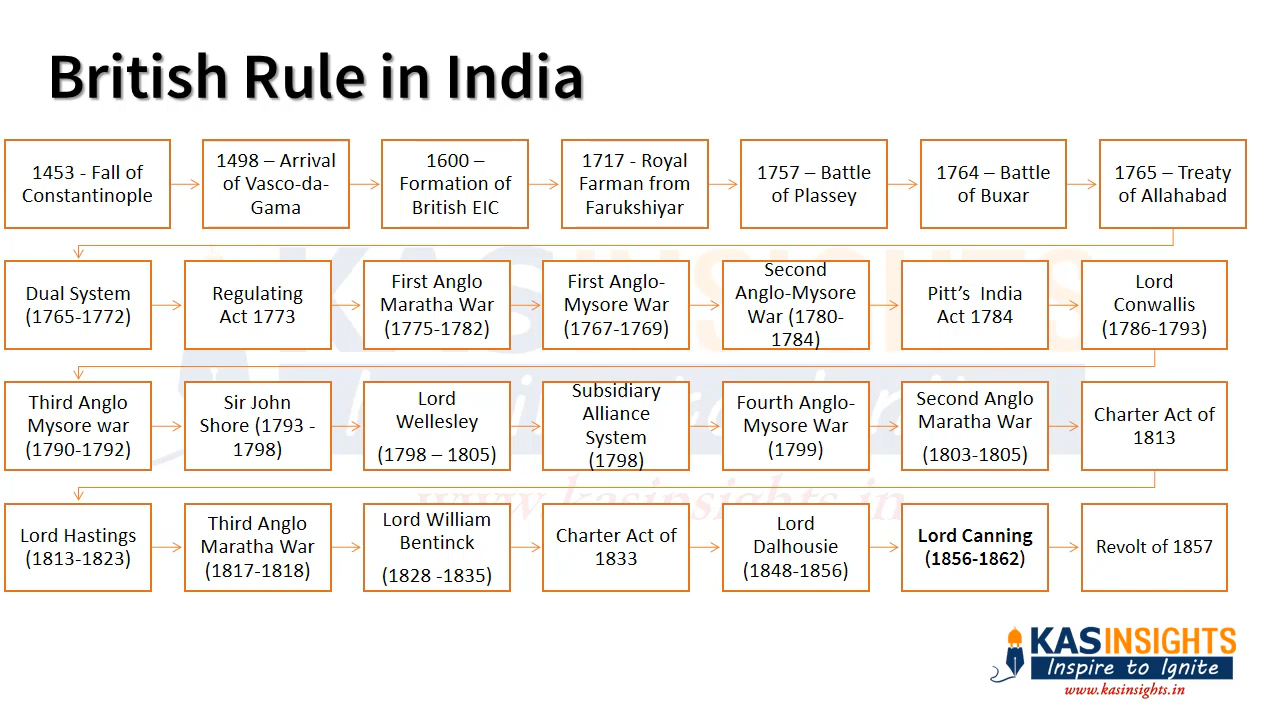 British Rule in India
1453 - Fall of
Constantinople
1498 – Arrival
of Vasco-da-
Gama
1600 –
Formation of
British EIC
1717 - Royal
Farman from
Farukshiyar
1757 – Battle
of Plassey
1764 – Battle
of Buxar
1765 – Treaty
of Allahabad
Dual System
(1765-1772)
Regulating
Act 1773
First Anglo
Maratha War
(1775-1782)
First Anglo-
Mysore War
(1767-1769)
Second
Anglo-Mysore
War (1780-
1784)
Pitt’s India
Act 1784
Lord
Conwallis
(1786-1793)
Third Anglo
Mysore war
(1790-1792)
Sir John
Shore (1793 -
1798)
Lord
Wellesley
(1798 – 1805)
Subsidiary
Alliance
System
(1798)
Fourth Anglo-
Mysore War
(1799)
Second Anglo
Maratha War
(1803-1805)
Charter Act of
1813
Lord Hastings
(1813-1823)
Third Anglo
Maratha War
(1817-1818)
Lord William
Bentinck
(1828 -1835)
Charter Act of
1833
Lord
Dalhousie
(1848-1856)
Lord Canning
(1856-1862)
Revolt of 1857
KASINSIGHTS
Inspire to Ignite
www.kasinsights.in
KASINSIGHTS
Inspire to Ignite
www.kasinsights.in